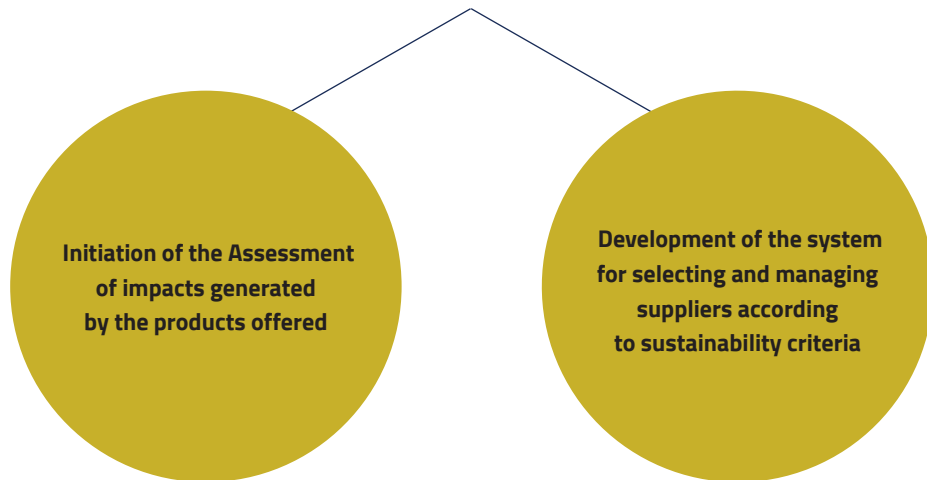 Initiation of the Assessment
of impacts generated
by the products offered
Development of the system
for selecting and managing
suppliers according
to sustainability criteria